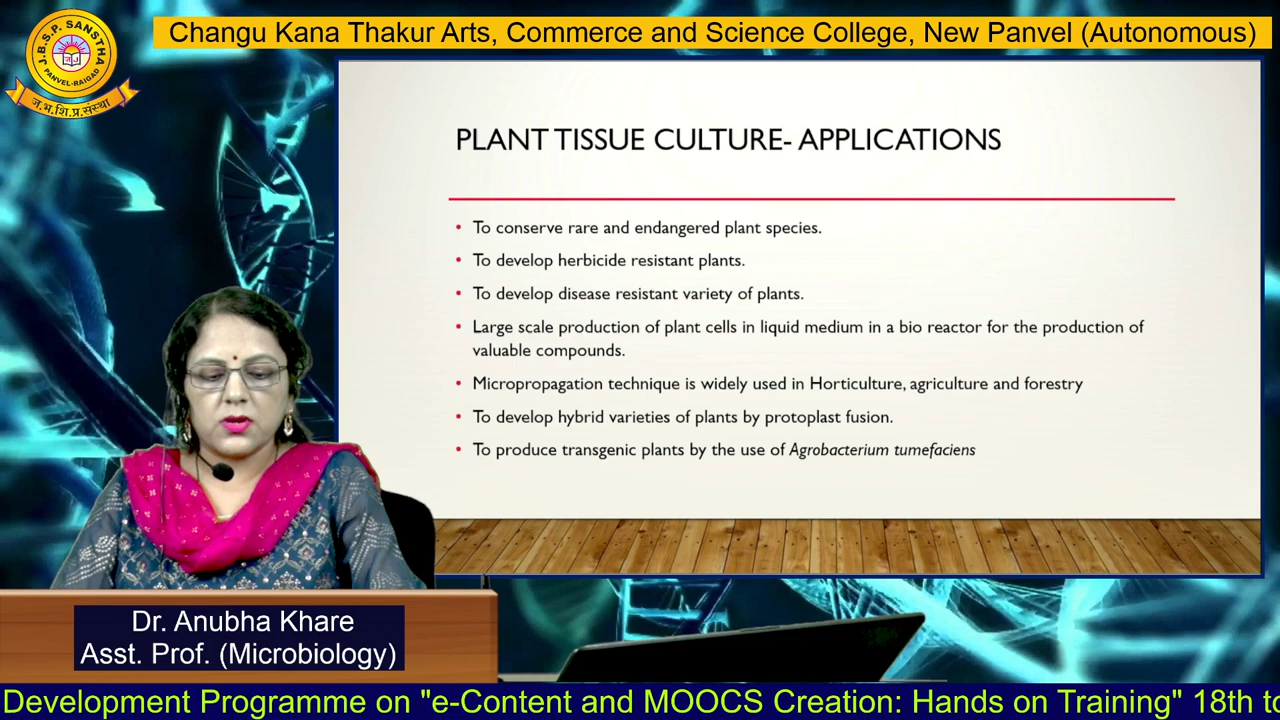 J.B.S.P. SANSTHA
PANVEL-RAIGAD
ज.भ.शि.प्र.संस्था
Changu Kana Thakur Arts, Commerce and Science College, New Panvel (Autonomous)
PLANT TISSUE CULTURE- APPLICATIONS
• To conserve rare and endangered plant species.
• To develop herbicide resistant plants.
• To develop disease resistant variety of plants.
• Large scale production of plant cells in liquid medium in a bio reactor for the production of
valuable compounds.
• Micropropagation technique is widely used in Horticulture, agriculture and forestry
• To develop hybrid varieties of plants by protoplast fusion.
• To produce transgenic plants by the use of Agrobacterium tumefaciens
Dr. Anubha Khare
Asst. Prof. (Microbiology)
Development Programme on "e-Content and MOOCS Creation: Hands on Training" 18th to